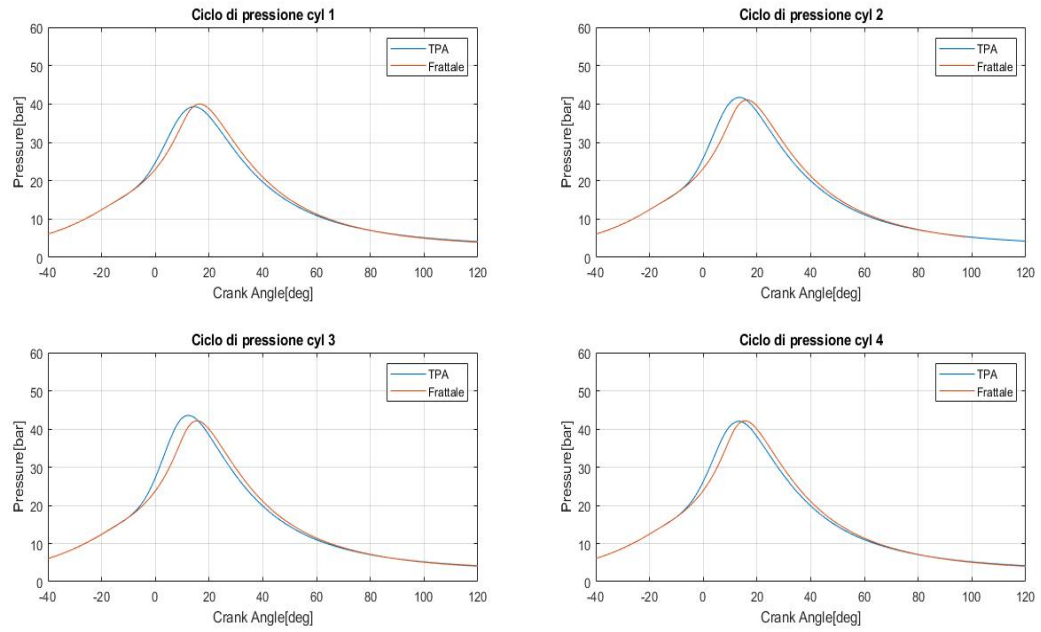 Ciclo di pressione cyl 1
60
50
40
30
20
10
0
Pressure[bar]
TPA
Frattale
-40 -20 0 20 40 60 80 100 120
Crank Angle[deg]
Ciclo di pressione cyl 2
60
50
40
30
20
10
0
Pressure[bar]
TPA
Frattale
-40 -20 0 20 40 60 80 100 120
Crank Angle[deg]
Ciclo di pressione cyl 3
60
50
40
30
20
10
0
Pressure[bar]
TPA
Frattale
-40 -20 0 20 40 60 80 100 120
Crank Angle[deg]
Ciclo di pressione cyl 4
60
50
40
30
20
10
0
Pressure[bar]
TPA
Frattale
-40 -20 0 20 40 60 80 100 120
Crank Angle[deg]